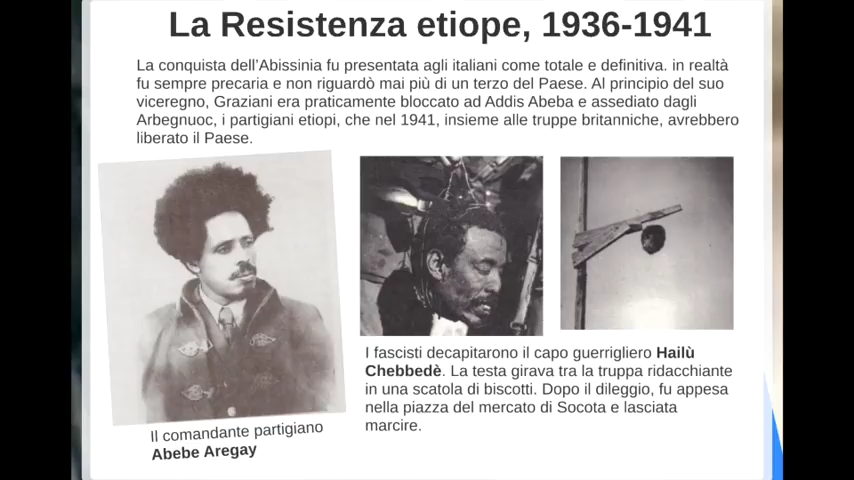 La Resistenza etiope, 1936-1941
La conquista dell'Abissinia fu presentata agli italiani come totale e definitiva. in realtà
fu sempre precaria e non riguardò mai più di un terzo del Paese. Al principio del suo
viceregno, Graziani era praticamente bloccato ad Addis Abeba e assediato dagli
Arbegnuoc, i partigiani etiopi, che nel 1941, insieme alle truppe britanniche, avrebbero
liberato il Paese.
I fascisti decapitarono il capo guerrigliero Hailù
Chebbedè. La testa girava tra la truppa ridacchiante
in una scatola di biscotti. Dopo il dileggio, fu appesa
nella piazza del mercato di Socota e lasciata
marcire.
Il comandante partigiano
Abebe Aregay